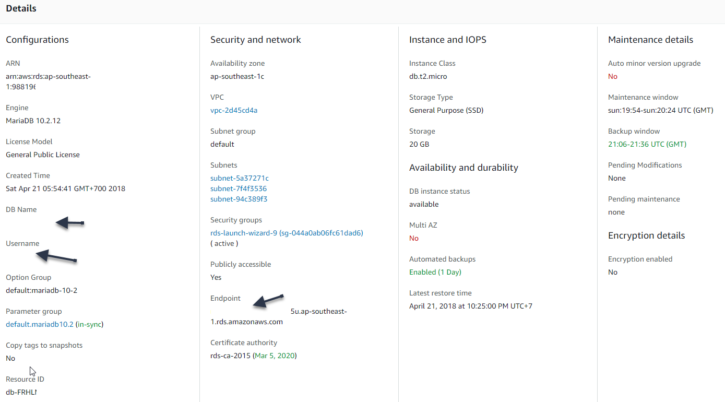 Details
Configurations
ARN
arn:aws:rds:ap-southeast-
1:98819(
Engine
MariaDB 10.2.12
License Model
General Public License
Created Time
Sat Apr 21 05:54:41 GMT+700 2018
DB Name
Username
Option Group
default:mariadb-10-2
Parameter group
default.mariadb10.2 (in-sync)
Copy tags to snapshots
No
Resource ID
db-FRHLI
Security and network
Availability zone
ap-southeast-1c
VPC
vpc-2d45cd4a
Subnet group
default
Subnets
subnet-5a37271c
subnet-7f4f3536
subnet-94c389f3
Security groups
rds-launch-wizard-9 (sg-044a0ab06fc61dad6)
( active )
Publicly accessible
Yes
Endpoint
5u.ap-southeast-
1.rds.amazonaws.com
Certificate authority
rds-ca-2015 (Mar 5, 2020)
Instance and IOPS
Instance Class
db.t2.micro
Storage Type
General Purpose (SSD)
Storage
20 GB
Availability and durability
DB instance status
available
Multi AZ
No
Automated backups
Enabled (1 Day)
Latest restore time
April 21, 2018 at 10:25:00 PM UTC+7
Maintenance details
Auto minor version upgrade
No
Maintenance window
sun:19:54-sun:20:24 UTC (GMT)
Backup window
21:06-21:36 UTC (GMT)
Pending Modifications
None
Pending maintenance
none
Encryption details
Encryption enabled
No